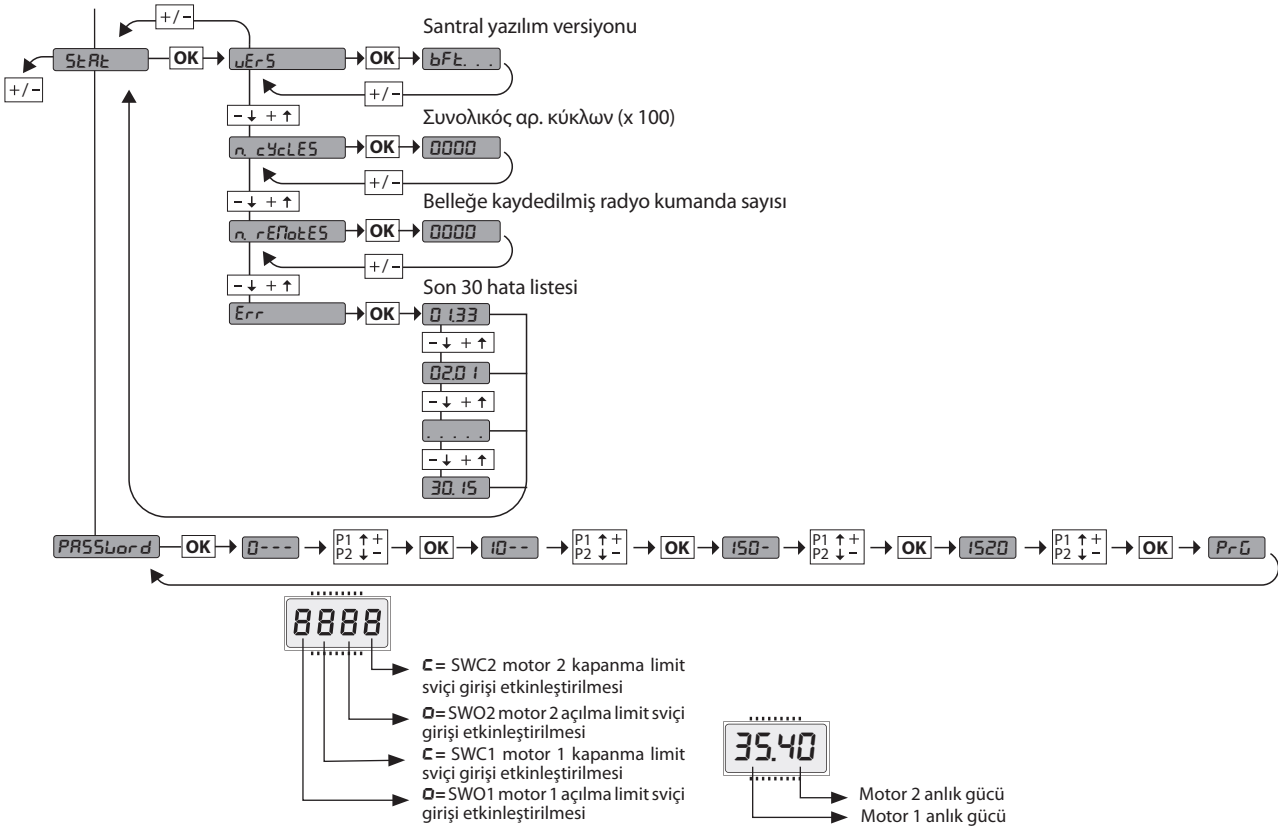 +/-
Santral yazılım versiyonu
StAt OK vErS OK bFt. . .
+/-
+/-
- ↓ + ↑
Συνολικός αρ. κύκλων (x 100)
n. cYcLES OK 0000
+/-
- ↓ + ↑
Belleğe kaydedilmiş radyo kumanda sayısı
n. rEMotES OK 0000
+/-
- ↓ + ↑
Son 30 hata listesi
Err OK 01.33
- ↓ + ↑
02.01
- ↓ + ↑
. . . . .
- ↓ + ↑
30.15
PASSword OK 0--- P1 ↑ + OK 10-- P1 ↑ + OK 150- P1 ↑ + OK 1520 P1 ↑ + OK PrG
P2 ↓ - P2 ↓ - P2 ↓ - P2 ↓ -
8888
C= SWC2 motor 2 kapanma limit
sviçi girişi etkinleştirilmesi
O= SWO2 motor 2 açılma limit sviçi
girişi etkinleştirilmesi
C= SWC1 motor 1 kapanma limit
sviçi girişi etkinleştirilmesi
O= SWO1 motor 1 açılma limit sviçi
girişi etkinleştirilmesi
35.40
Motor 2 anlık gücü
Motor 1 anlık gücü